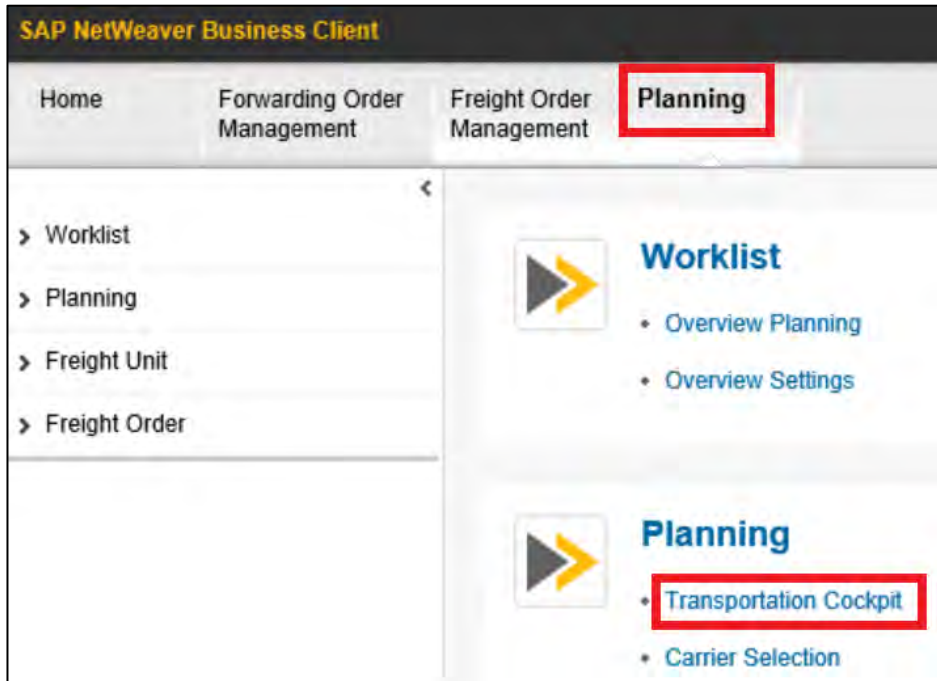 SAP NetWeaver Business Client
Home
Forwarding Order
Management
Freight Order
Management
Planning
Worklist
Planning
Freight Unit
Freight Order
Worklist
• Overview Planning
• Overview Settings
Planning
• Transportation Cockpit
• Carrier Selection